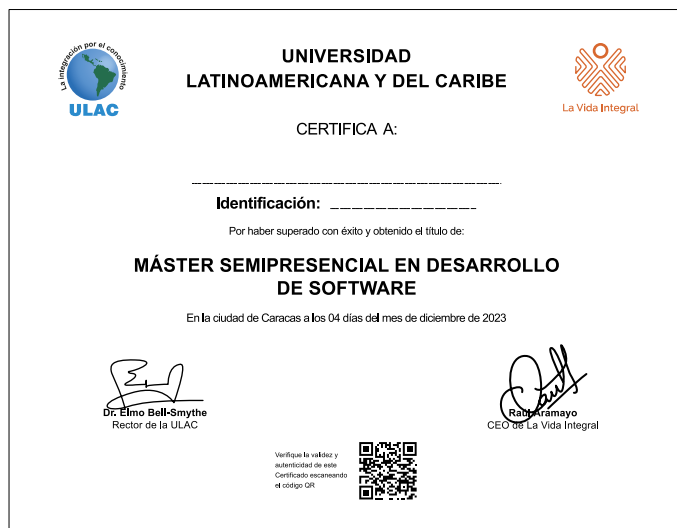 La integración por el conocimiento
ULAC
UNIVERSIDAD
LATINOAMERICANA Y DEL CARIBE
La Vida Integral
CERTIFICA A:
Identificación:
Por haber superado con éxito y obtenido el título de:
MÁSTER SEMIPRESENCIAL EN DESARROLLO
DE SOFTWARE
En la ciudad de Caracas a los 04 días del mes de diciembre de 2023
Dr. Elmo Bell-Smythe
Rector de la ULAC
Raúl Aramayo
CEO de La Vida Integral
Verifique la validez y
autenticidad de este
Certificado escaneando
el código QR